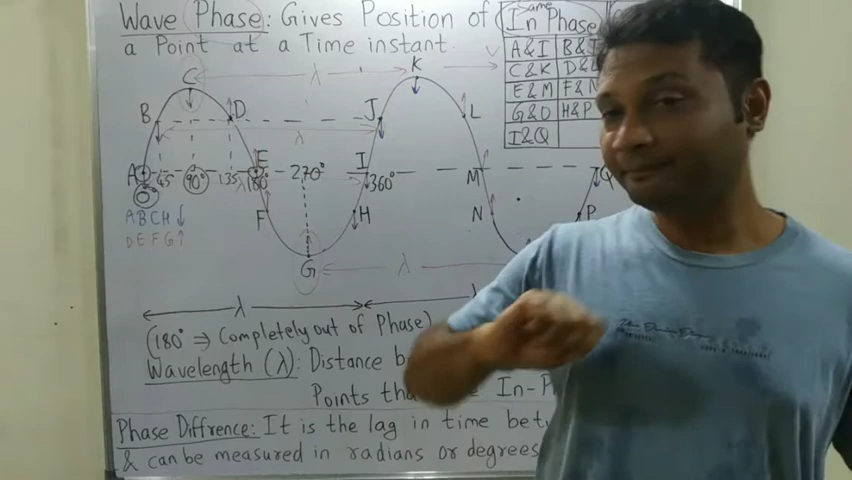 Wave Phase: Gives Position of
a Point at a Time instant.
Same
In Phase
A&I B&J
C&K D&L
E&M F&N
G&O H&P
I&Q
V
C
λ
K
B
D
J
L
λ
A
0°
45
90°
135
E
180°
λ
270°
I
360°
M
Q
F
H
N
P
G
λ
ABCH
DEFG
λ
(180° ⇒ Completely out of Phase)
Wavelength (λ): Distance
Points In-P
Phase Diffrence: It is the lag in time
& can be measured in radians or degrees